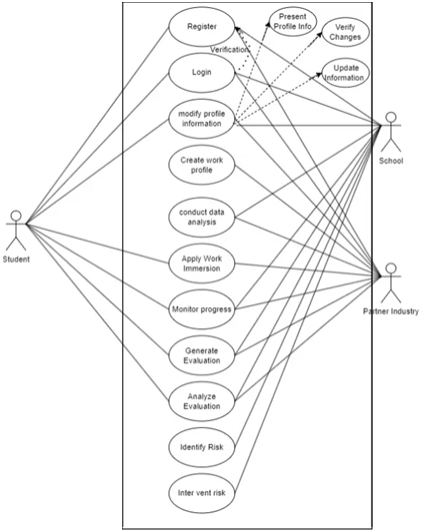 Register
Present
Profile Info
Verify
Changes
Verification
Login
Update
Information
modify profile
information
School
Create work
profile
conduct data
analysis
Student
Apply Work
Immersion
Monitor progress
Partner Industry
Generate
Evaluation
Analyze
Evaluation
Identify Risk
Inter vent risk